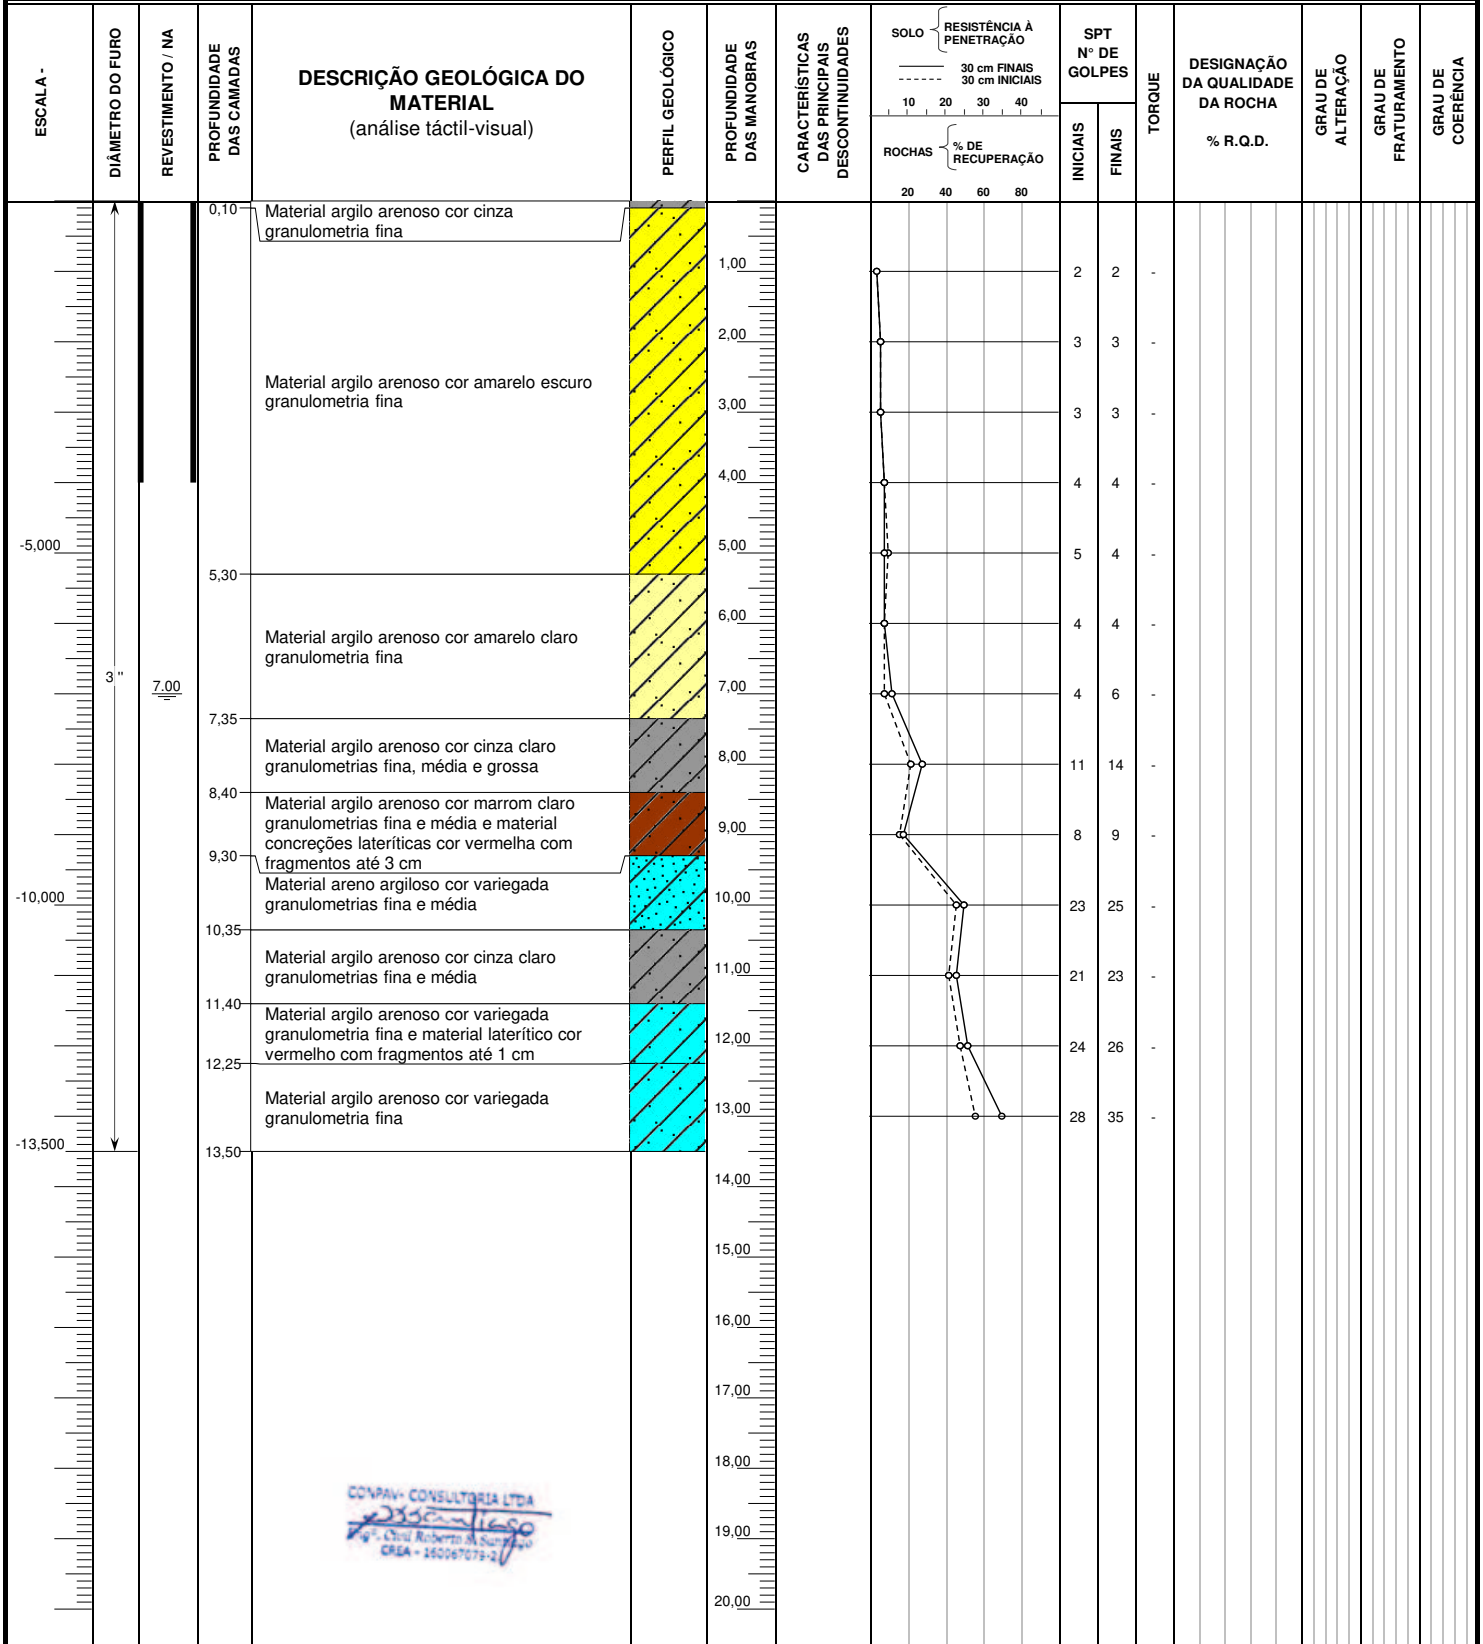 ESCALA -
DIÂMETRO DO FURO
REVESTIMENTO / NA
PROFUNDIDADE
DAS CAMADAS
DESCRIÇÃO GEOLÓGICA DO
MATERIAL
(análise táctil-visual)
PERFIL GEOLÓGICO
PROFUNDIDADE
DAS MANOBRAS
CARACTERÍSTICAS
DAS PRINCIPAIS
DESCONTINUIDADES
SOLO
RESISTÊNCIA À
PENETRAÇÃO
30 cm FINAIS
30 cm INICIAIS
10 20 30 40
ROCHAS
% DE
RECUPERAÇÃO
20 40 60 80
SPT
N° DE
GOLPES
INICIAIS
FINAIS
TORQUE
DESIGNAÇÃO
DA QUALIDADE
DA ROCHA
% R.Q.D.
GRAU DE
ALTERAÇÃO
GRAU DE
FRATURAMENTO
GRAU DE
COERÊNCIA
0,10
Material argilo arenoso cor cinza
granulometria fina
1,00
2 2 -
2,00
3 3 -
Material argilo arenoso cor amarelo escuro
granulometria fina
3,00
3 3 -
4,00
4 4 -
-5,000
5,00
5 4 -
5,30
6,00
4 4 -
Material argilo arenoso cor amarelo claro
granulometria fina
3 "
7.00
7,00
4 6 -
7,35
Material argilo arenoso cor cinza claro
granulometrias fina, média e grossa
8,00
11 14 -
8,40
Material argilo arenoso cor marrom claro
granulometrias fina e média e material
concreções lateríticas cor vermelha com
fragmentos até 3 cm
9,00
8 9 -
9,30
Material areno argiloso cor variegada
granulometrias fina e média
-10,000
10,00
23 25 -
10,35
Material argilo arenoso cor cinza claro
granulometrias fina e média
11,00
21 23 -
11,40
Material argilo arenoso cor variegada
granulometria fina e material laterítico cor
vermelho com fragmentos até 1 cm
12,00
24 26 -
12,25
Material argilo arenoso cor variegada
granulometria fina
13,00
28 35 -
-13,500
13,50
14,00
15,00
16,00
17,00
18,00
19,00
20,00
CONPAV- CONSULTORIA LTDA
Civil Roberto
CREA - 160067079-2